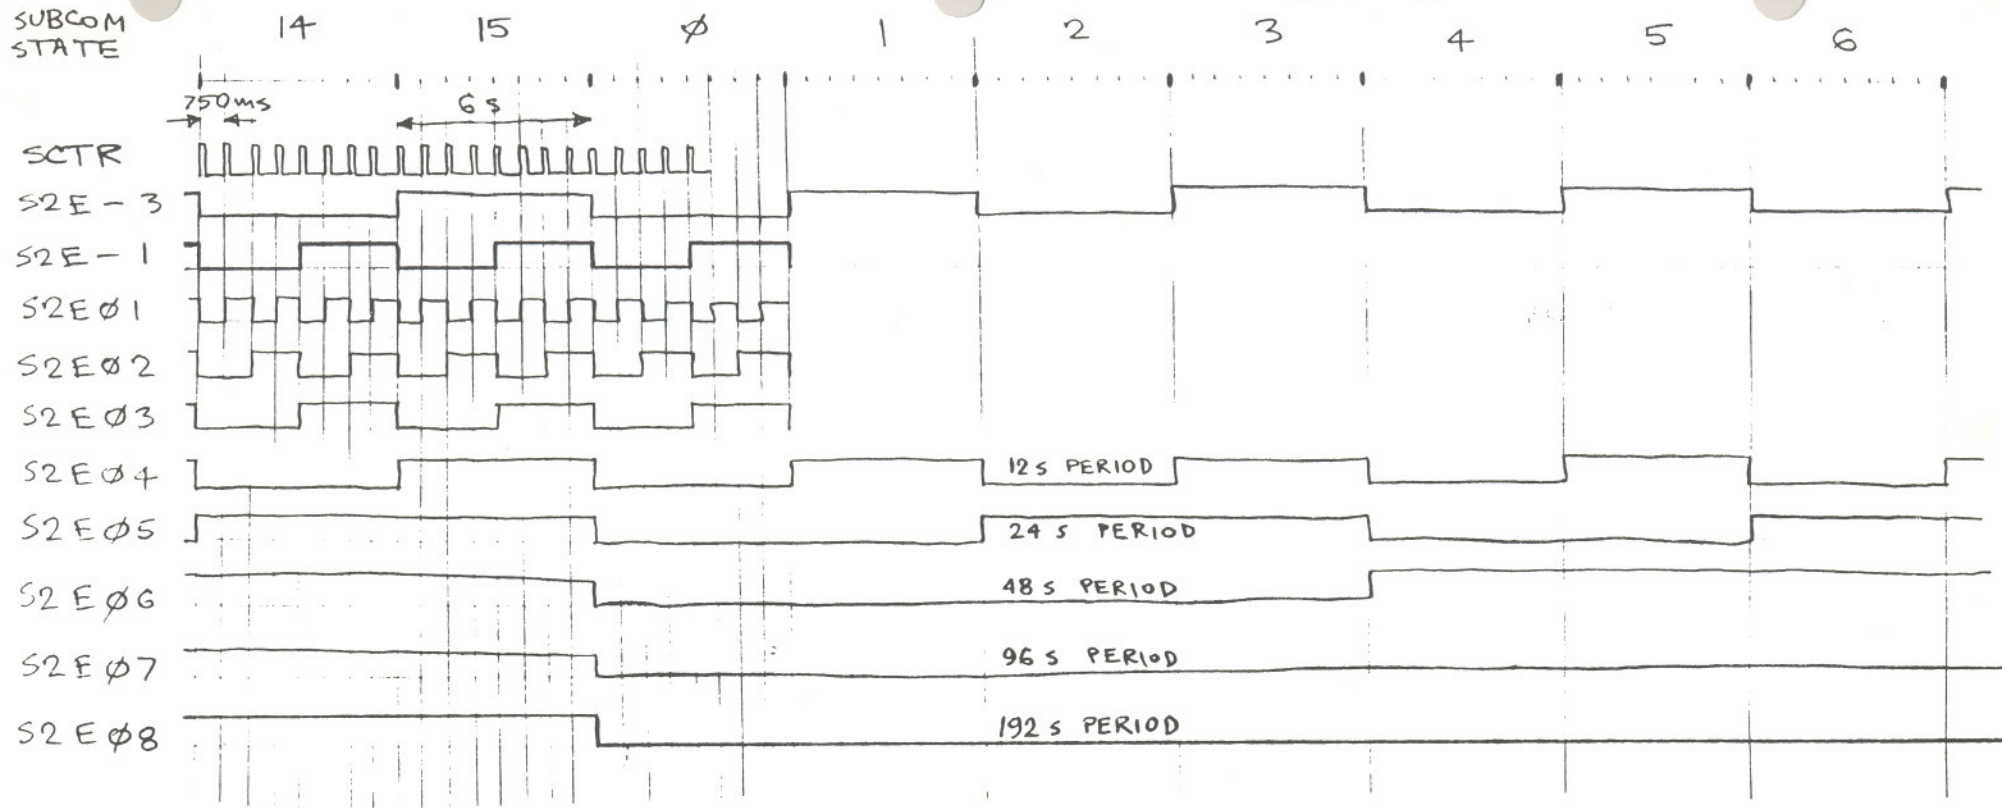 SUBCOM
STATE
14 15 ø 1 2 3 4 5 6
750ms
6 s
SCTR
S2E-3
S2E-1
S2Eø1
S2Eø2
S2Eø3
S2Eø4
12s PERIOD
S2Eø5
24 s PERIOD
S2Eø6
48 s PERIOD
S2Eø7
96 s PERIOD
S2Eø8
192 s PERIOD